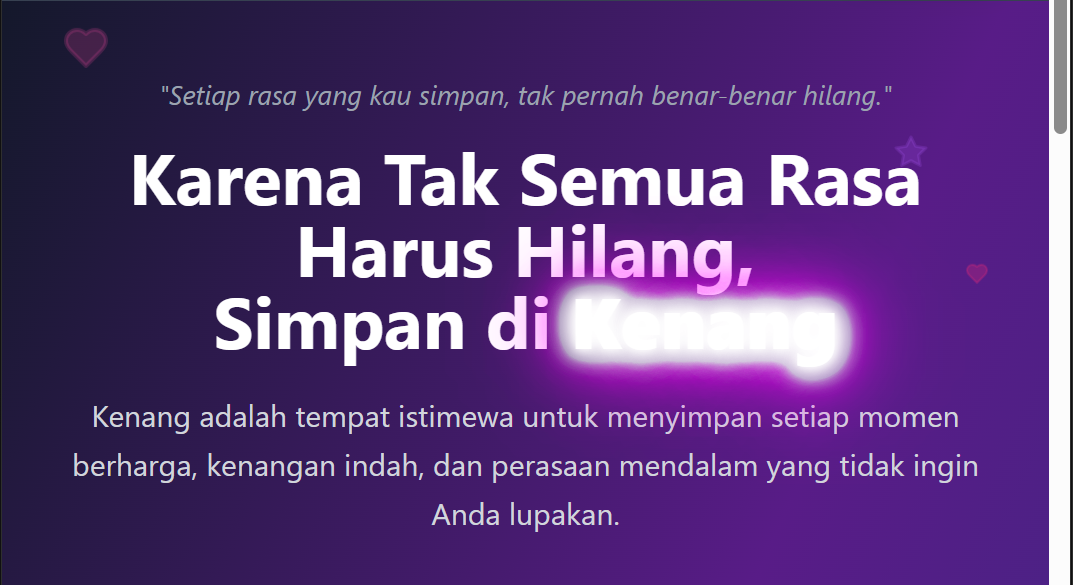 "Setiap rasa yang kau simpan, tak pernah benar-benar hilang."
Karena Tak Semua Rasa
Harus Hilang,
Simpan di Kenang
Kenang adalah tempat istimewa untuk menyimpan setiap momen
berharga, kenangan indah, dan perasaan mendalam yang tidak ingin
Anda lupakan.